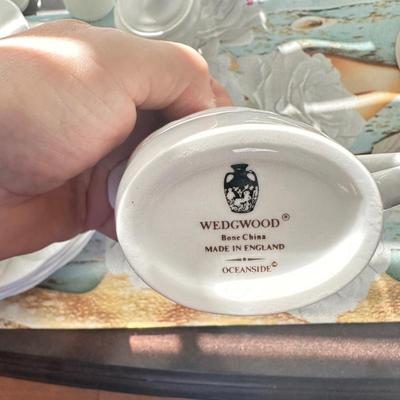 WEDGWOOD®
Bone China
MADE IN ENGLAND
OCEANSIDE©